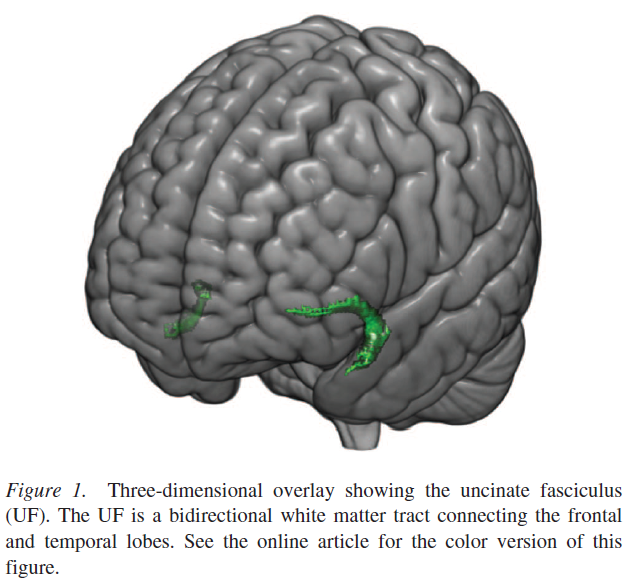 Figure 1. Three-dimensional overlay showing the uncinate fasciculus
(UF). The UF is a bidirectional white matter tract connecting the frontal
and temporal lobes. See the online article for the color version of this
figure.